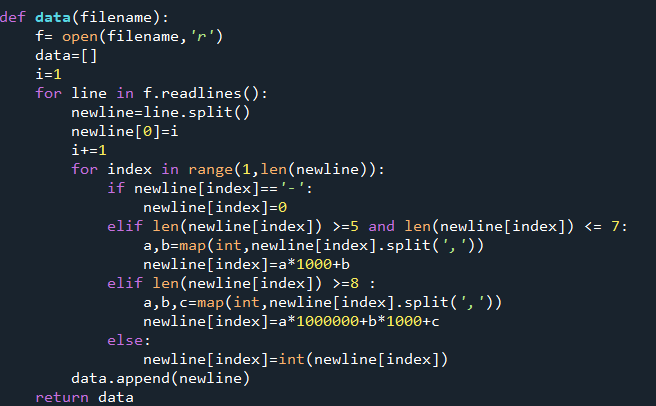 def data(filename):
    f= open(filename,'r')
    data=[]
    i=1
    for line in f.readlines():
        newline=line.split()
        newline[0]=i
        i+=1
        for index in range(1,len(newline)):
            if newline[index]=='-':
                newline[index]=0
            elif len(newline[index]) >=5 and len(newline[index]) <= 7:
                a,b=map(int,newline[index].split(','))
                newline[index]=a*1000+b
            elif len(newline[index]) >=8 :
                a,b,c=map(int,newline[index].split(','))
                newline[index]=a*1000000+b*1000+c
            else:
                newline[index]=int(newline[index])
        data.append(newline)
    return data